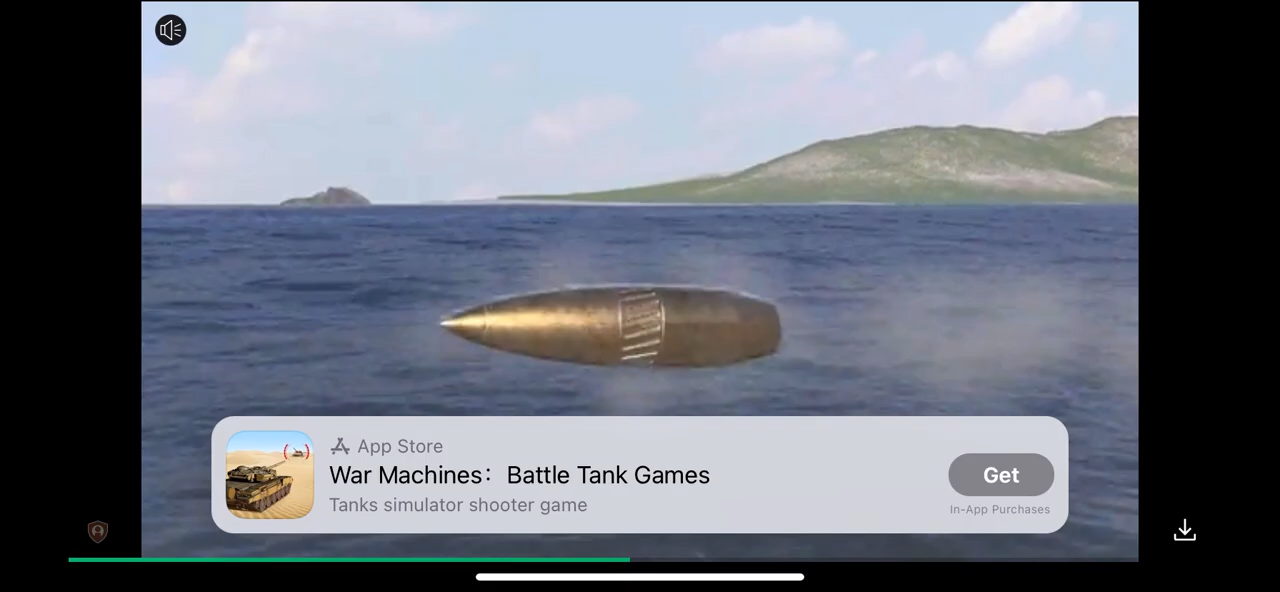 App Store
War Machines： Battle Tank Games
Tanks simulator shooter game
Get
In-App Purchases